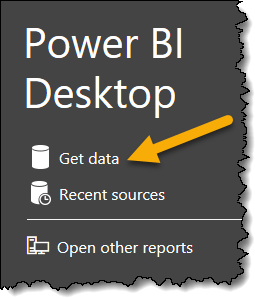 Power BI
Desktop
Get data
Recent sources
Open other reports